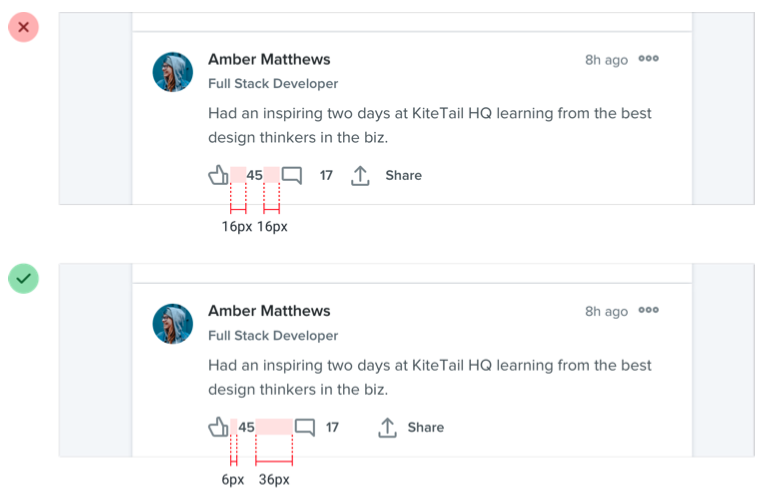 Amber Matthews 8h ago
Full Stack Developer
Had an inspiring two days at KiteTail HQ learning from the best
design thinkers in the biz.
45 17 Share
16px 16px
Amber Matthews 8h ago
Full Stack Developer
Had an inspiring two days at KiteTail HQ learning from the best
design thinkers in the biz.
45 17 Share
6px 36px